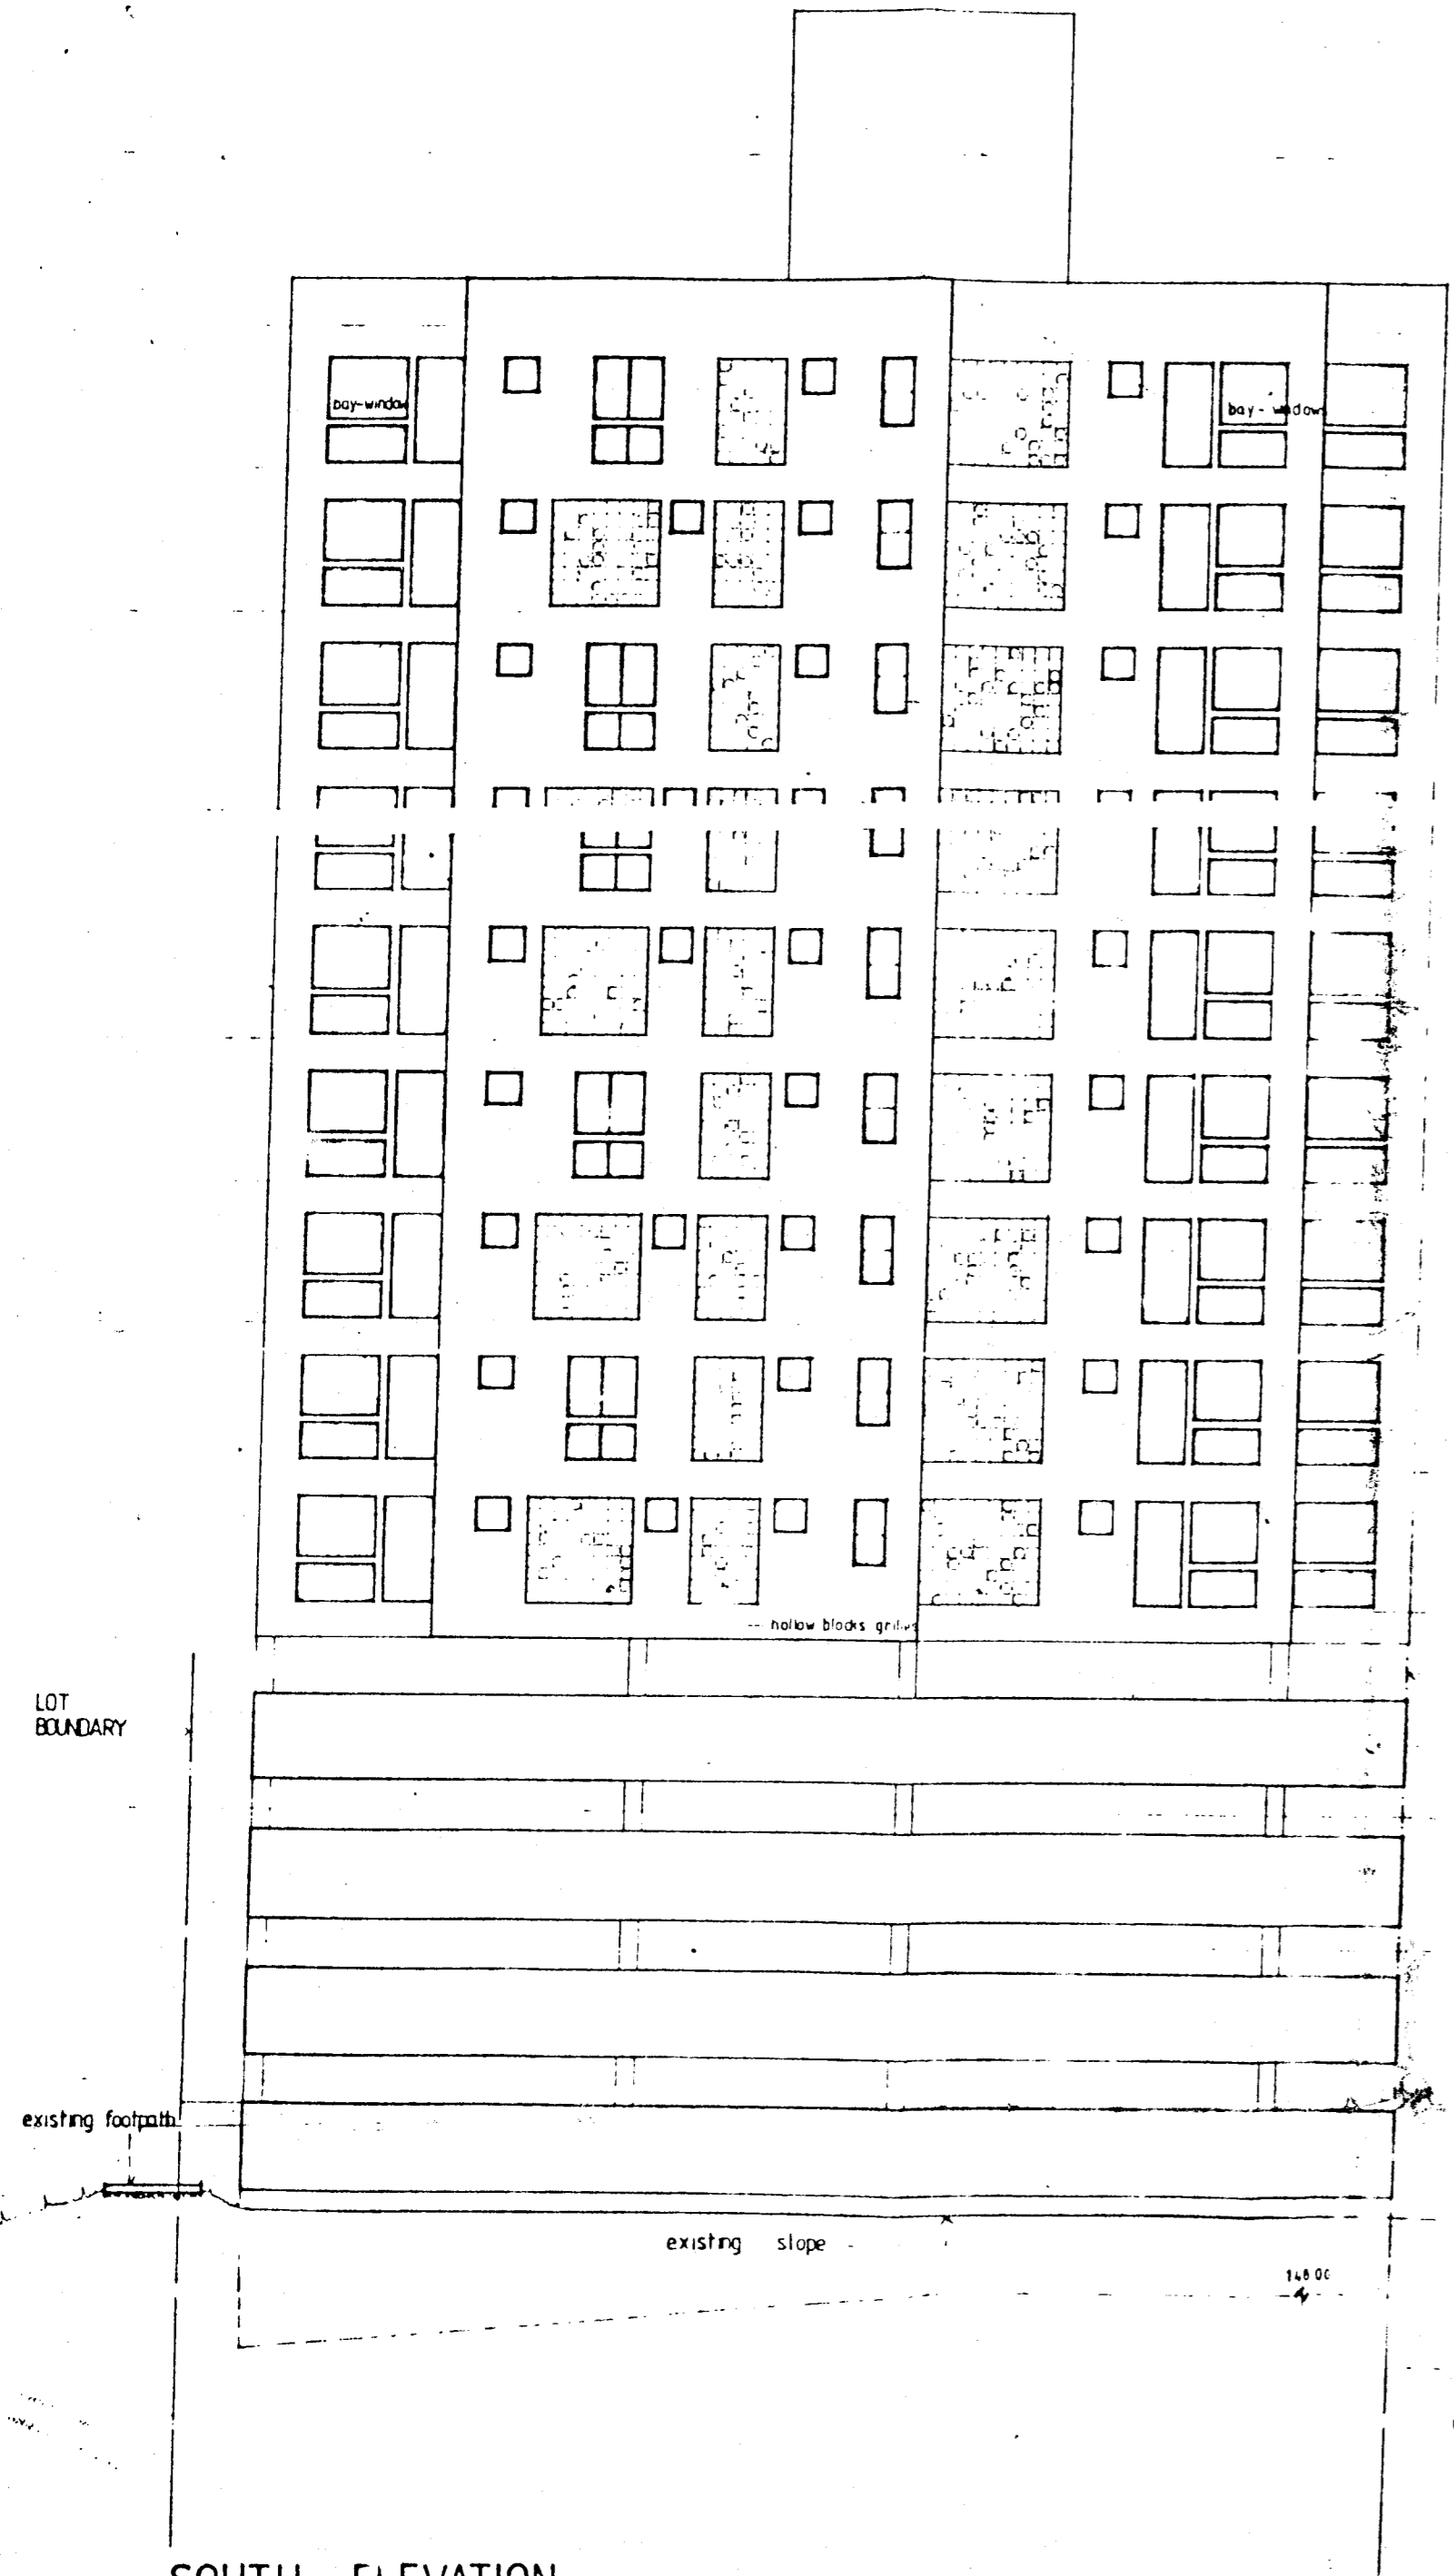 bay-window
bay-window
hollow blocks grilles
LOT
BOUNDARY
existing footpath
existing slope
148.00
SOUTH ELEVATION